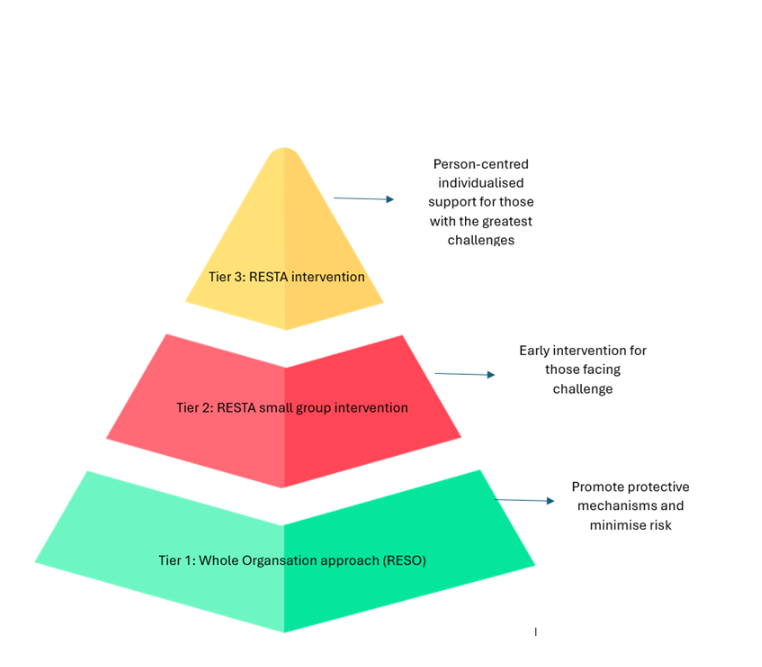 Person-centred
individualised
support for those
with the greatest
challenges
Tier 3: RESTA intervention
Early intervention for
those facing
challenge
Tier 2: RESTA small group intervention
Promote protective
mechanisms and
minimise risk
Tier 1: Whole Organsation approach (RESO)